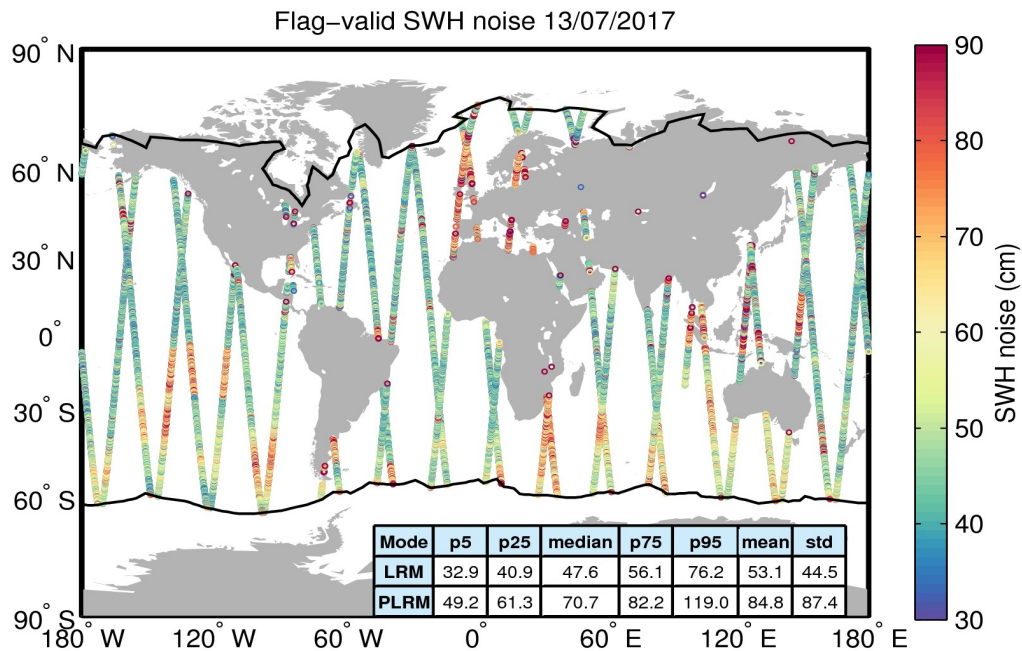 Flag−valid SWH noise 13/07/2017
90° N
60° N
30° N
0°
30° S
60° S
90° S
180° W
120° W
60° W
0°
60° E
120° E
180° E
Mode p5 p25 median p75 p95 mean std
LRM 32.9 40.9 47.6 56.1 76.2 53.1 44.5
PLRM 49.2 61.3 70.7 82.2 119.0 84.8 87.4
90
80
70
60
50
40
30
SWH noise (cm)